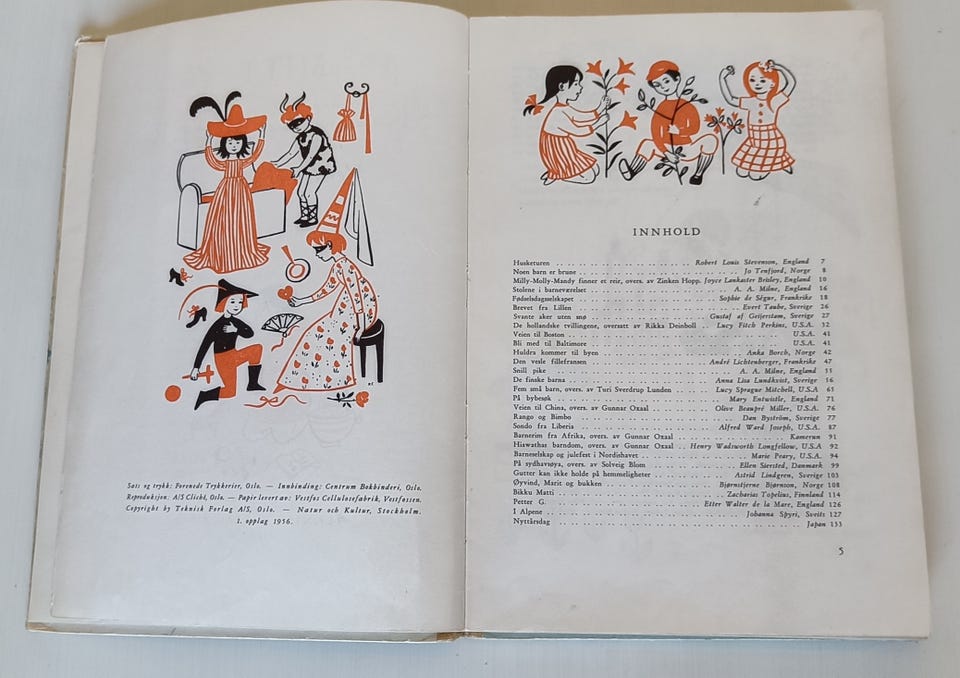 Sats og trykk: Forenede Trykkerier, Oslo. — Innbinding: Centrum Bokbinderi, Oslo.
Reproduksjon: A/S Cliché, Oslo. — Papir levert av: Vestfos Cellulosefabrik, Vestfossen.
Copyright by Teknisk Forlag A/S, Oslo. — Natur och Kultur, Stockholm.
1. opplag 1956.
INNHOLD
Husketuren .. Robert Louis Stevenson, England 7
Noen barn er brune .. Jo Tenfjord, Norge 8
Milly-Molly-Mandy finner et reir, overs. av Zinken Hopp. Joyce Lankaster Brisley, England 10
Stolene i barneværelset .. A. A. Milne, England 16
Fødselsdagsselskapet .. Sophie de Ségur, Frankrike 18
Brevet fra Lillen .. Evert Taube, Sverige 26
Svante aker uten snø .. Gustaf af Geijerstam, Sverige 27
De hollandske tvillingene, oversatt av Rikka Deinboll .. Lucy Fitch Perkins, U.S.A. 32
Veien til Boston .. U.S.A. 41
Bli med til Baltimore .. U.S.A. 41
Huldra kommer til byen .. Anka Borch, Norge 42
Den vesle fillefransen .. André Lichtenberger, Frankrike 47
Snill pike .. A. A. Milne, England 55
De finske barna .. Anna Lisa Lundkvist, Sverige 56
Fem små barn, overs. av Turi Sverdrup Lunden .. Lucy Sprague Mitchell, U.S.A 65
På bybesøk .. Mary Entwistle, England 71
Veien til China, overs. av Gunnar Oxaal .. Olive Beaupré Miller, U.S.A. 76
Rango og Bimbo .. Dan Byström, Sverige 77
Sondo fra Liberia .. Alfred Ward Joseph, U.S.A. 87
Barnerim fra Afrika, overs. av Gunnar Oxaal .. Kamerun 91
Hiawathas barndom, overs. av Gunnar Oxaal .. Henry Wadsworth Longfellow, U.S.A 92
Barneselskap og julefest i Nordishavet .. Marie Peary, U.S.A. 94
På sydhavsøya, overs. av Solveig Blom .. Ellen Siersted, Danmark 99
Gutter kan ikke holde på hemmeligheter .. Astrid Lindgren, Sverige 103
Øyvind, Marit og bukken .. Bjørnstjerne Bjørnson, Norge 108
Bikku Matti .. Zacharias Topelius, Finnland 114
Petter G. .. Etter Walter de la Mare, England 126
I Alpene .. Johanna Spyri, Sveits 127
Nyttårsdag .. Japan 133
5